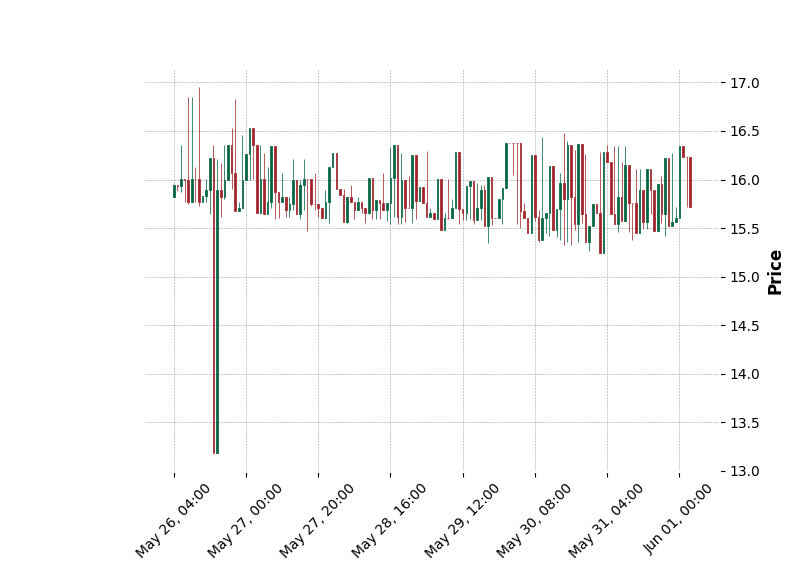 17.0
16.5
16.0
15.5
15.0
14.5
14.0
13.5
13.0
Price
May 26, 04:00
May 27, 00:00
May 27, 20:00
May 28, 16:00
May 29, 12:00
May 30, 08:00
May 31, 04:00
Jun 01, 00:00